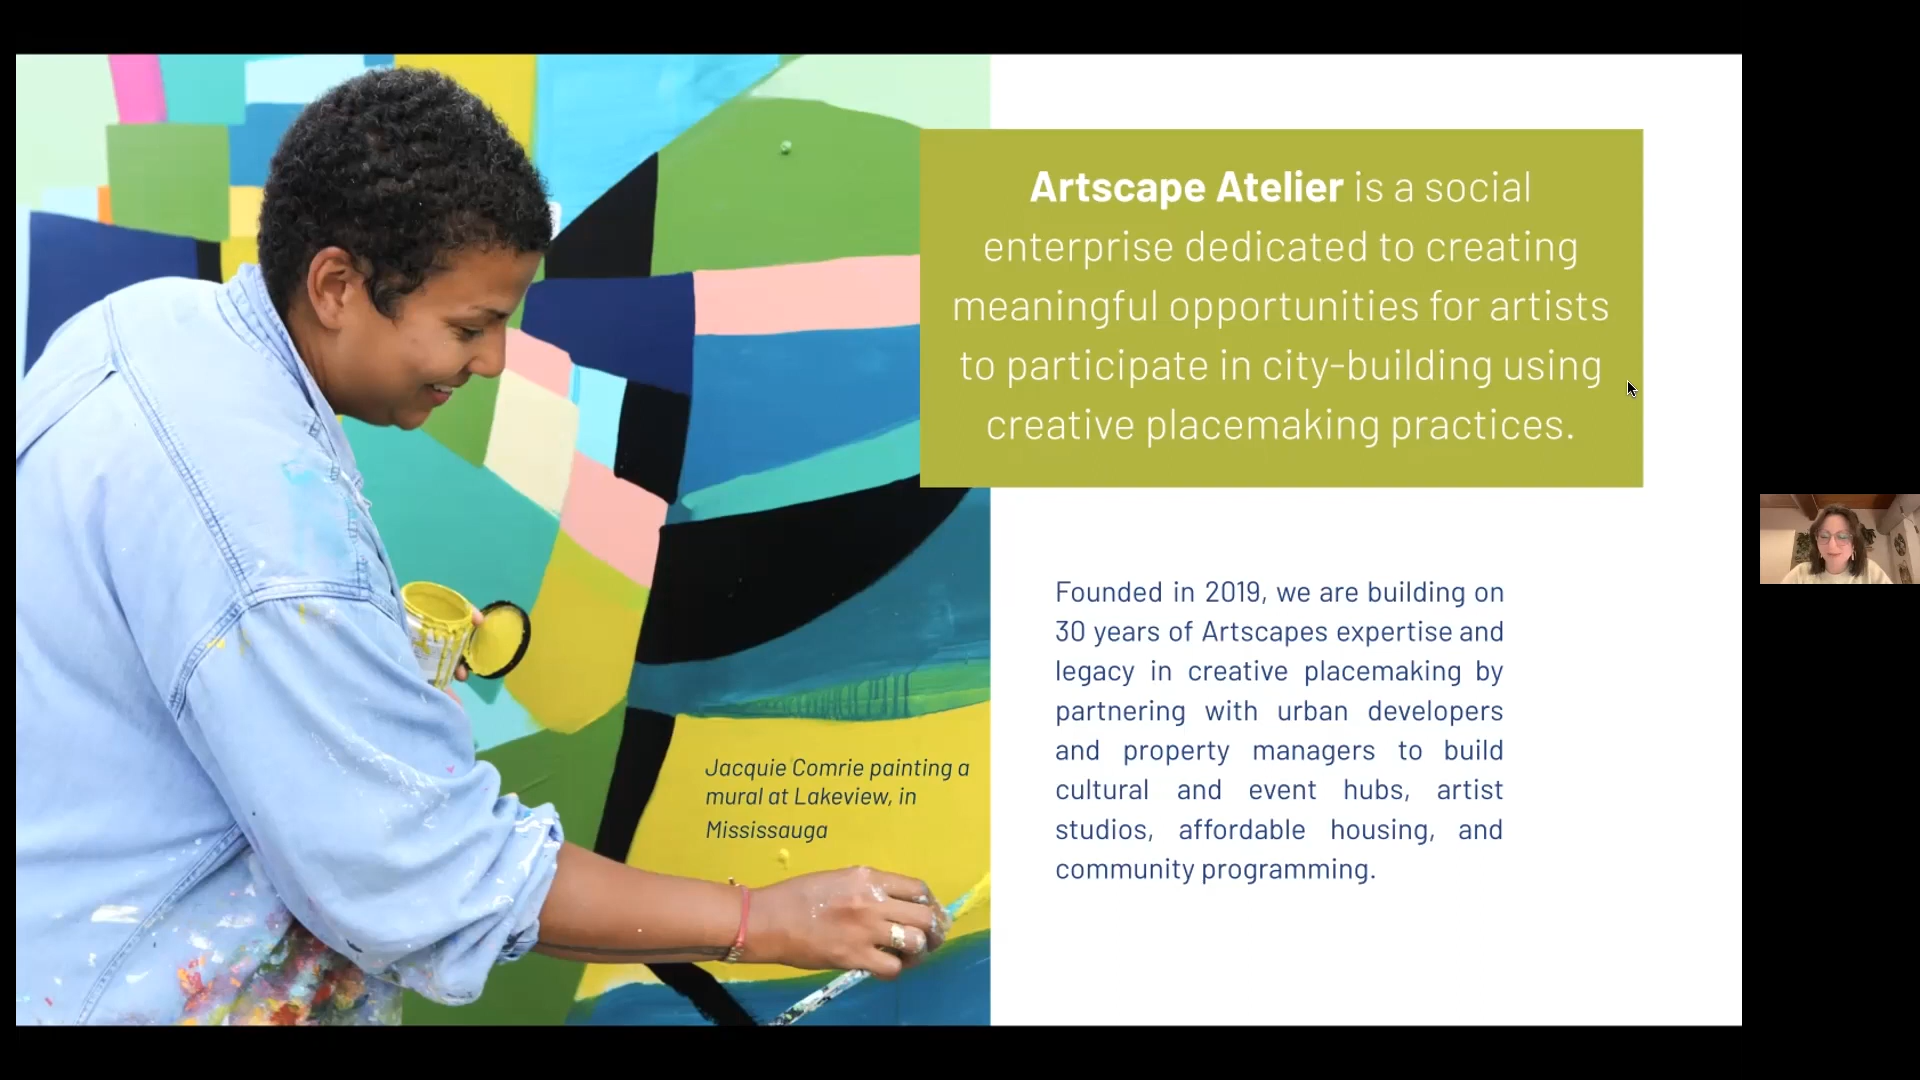 Artscape Atelier is a social
enterprise dedicated to creating
meaningful opportunities for artists
to participate in city-building using
creative placemaking practices.
Founded in 2019, we are building on
30 years of Artscapes expertise and
legacy in creative placemaking by
partnering with urban developers
and property managers to build
cultural and event hubs, artist
studios, affordable housing, and
community programming.
Jacquie Comrie painting a
mural at Lakeview, in
Mississauga